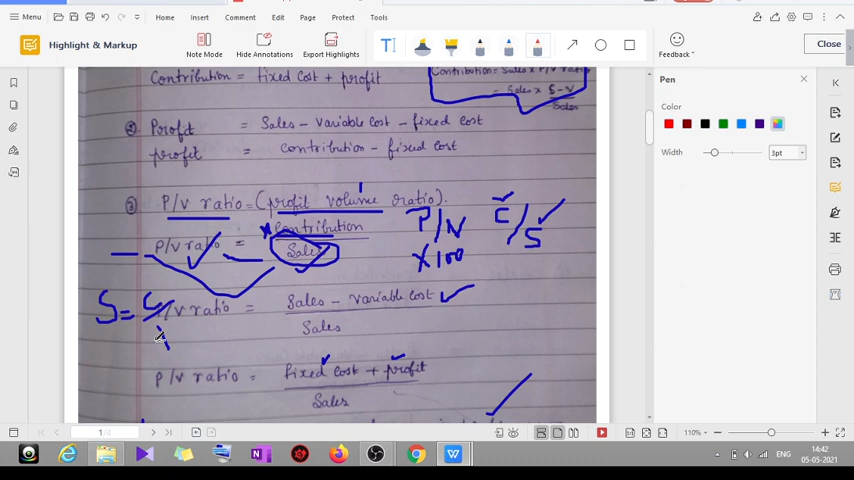 Menu Home Insert Comment Edit Page Protect Tools
Highlight & Markup
Note Mode Hide Annotations Export Highlights
Feedback
Close
Pen
Color
Width 3pt
Contribution = fixed cost + profit
Contribution = Sales x P/V ratio
= Sales x S-V
Sales
② Profit = Sales - variable cost - fixed cost
profit = contribution - fixed cost
③ P/V ratio = (profit volume ratio).
P/V ratio = Contribution
Sales
P/V
x 100
C/S
S = C/
P/V ratio = Sales - variable cost
Sales
P/V ratio = fixed cost + profit
Sales
1/4
110%
ENG
14:42
05-05-2021